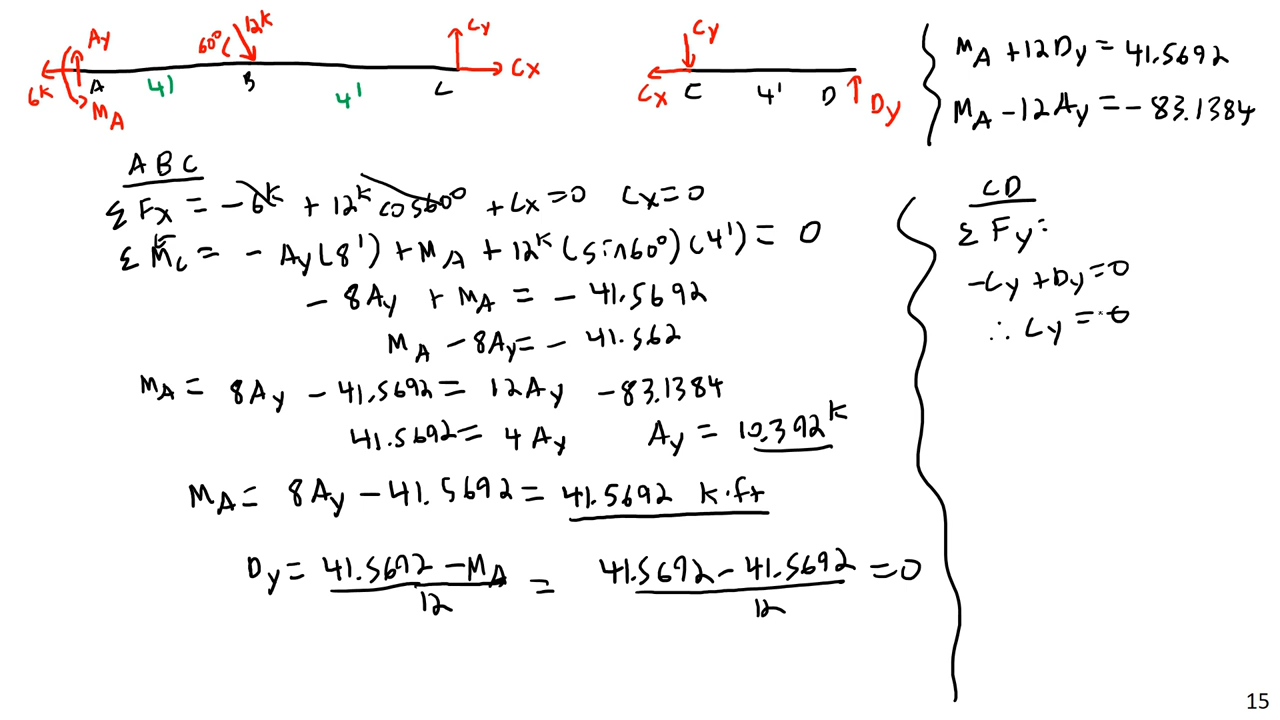 Ay 60° 12k Cy
6k A 4' B 4' C Cx
MA
Cy
Cx C 4' D Dy
MA + 12Dy = 41.5692
MA - 12Ay = - 83.1384
ABC
Σ Fx = - 6k + 12k cos60° + Cx = 0 Cx = 0
Σ Mc = - Ay(8') + MA + 12k (sin60°)(4') = 0
- 8Ay + MA = - 41.5692
MA - 8Ay = - 41.562
MA = 8Ay - 41.5692 = 12Ay - 83.1384
41.5692 = 4Ay Ay = 10.392k
MA = 8Ay - 41.5692 = 41.5692 k·ft
Dy = (41.5692 - MA)/12 = (41.5692 - 41.5692)/12 = 0
CD
Σ Fy:
-Cy + Dy = 0
∴ Cy = 0
15